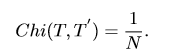 Chi(T, T′) = 1/N.